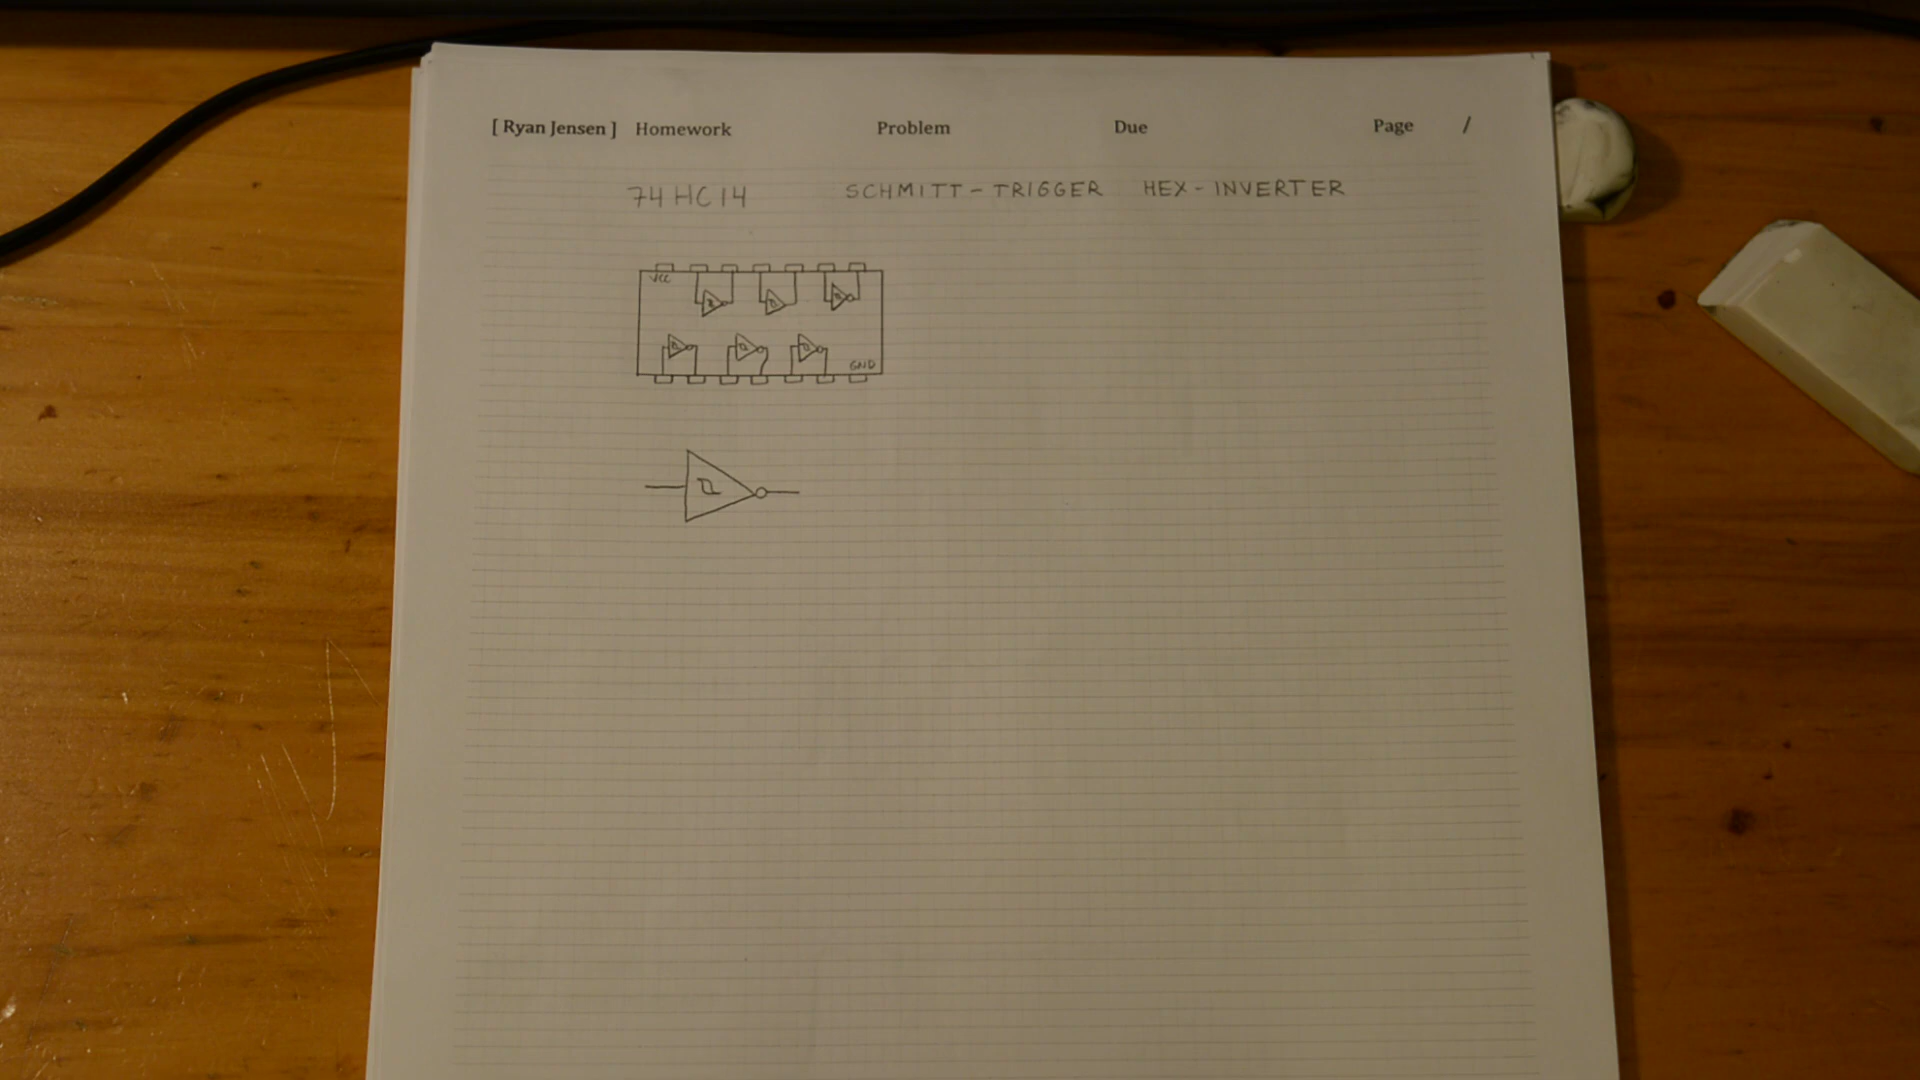 [ Ryan Jensen ] Homework Problem Due Page /
74HC14 SCHMITT-TRIGGER HEX-INVERTER
VCC
GND